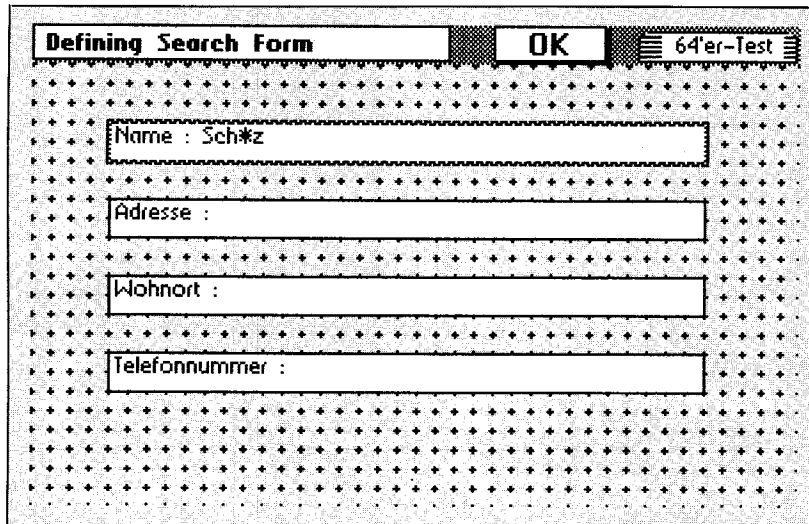 Defining Search Form
OK
64'er-Test
Name : Sch*z
Adresse :
Wohnort :
Telefonnummer :